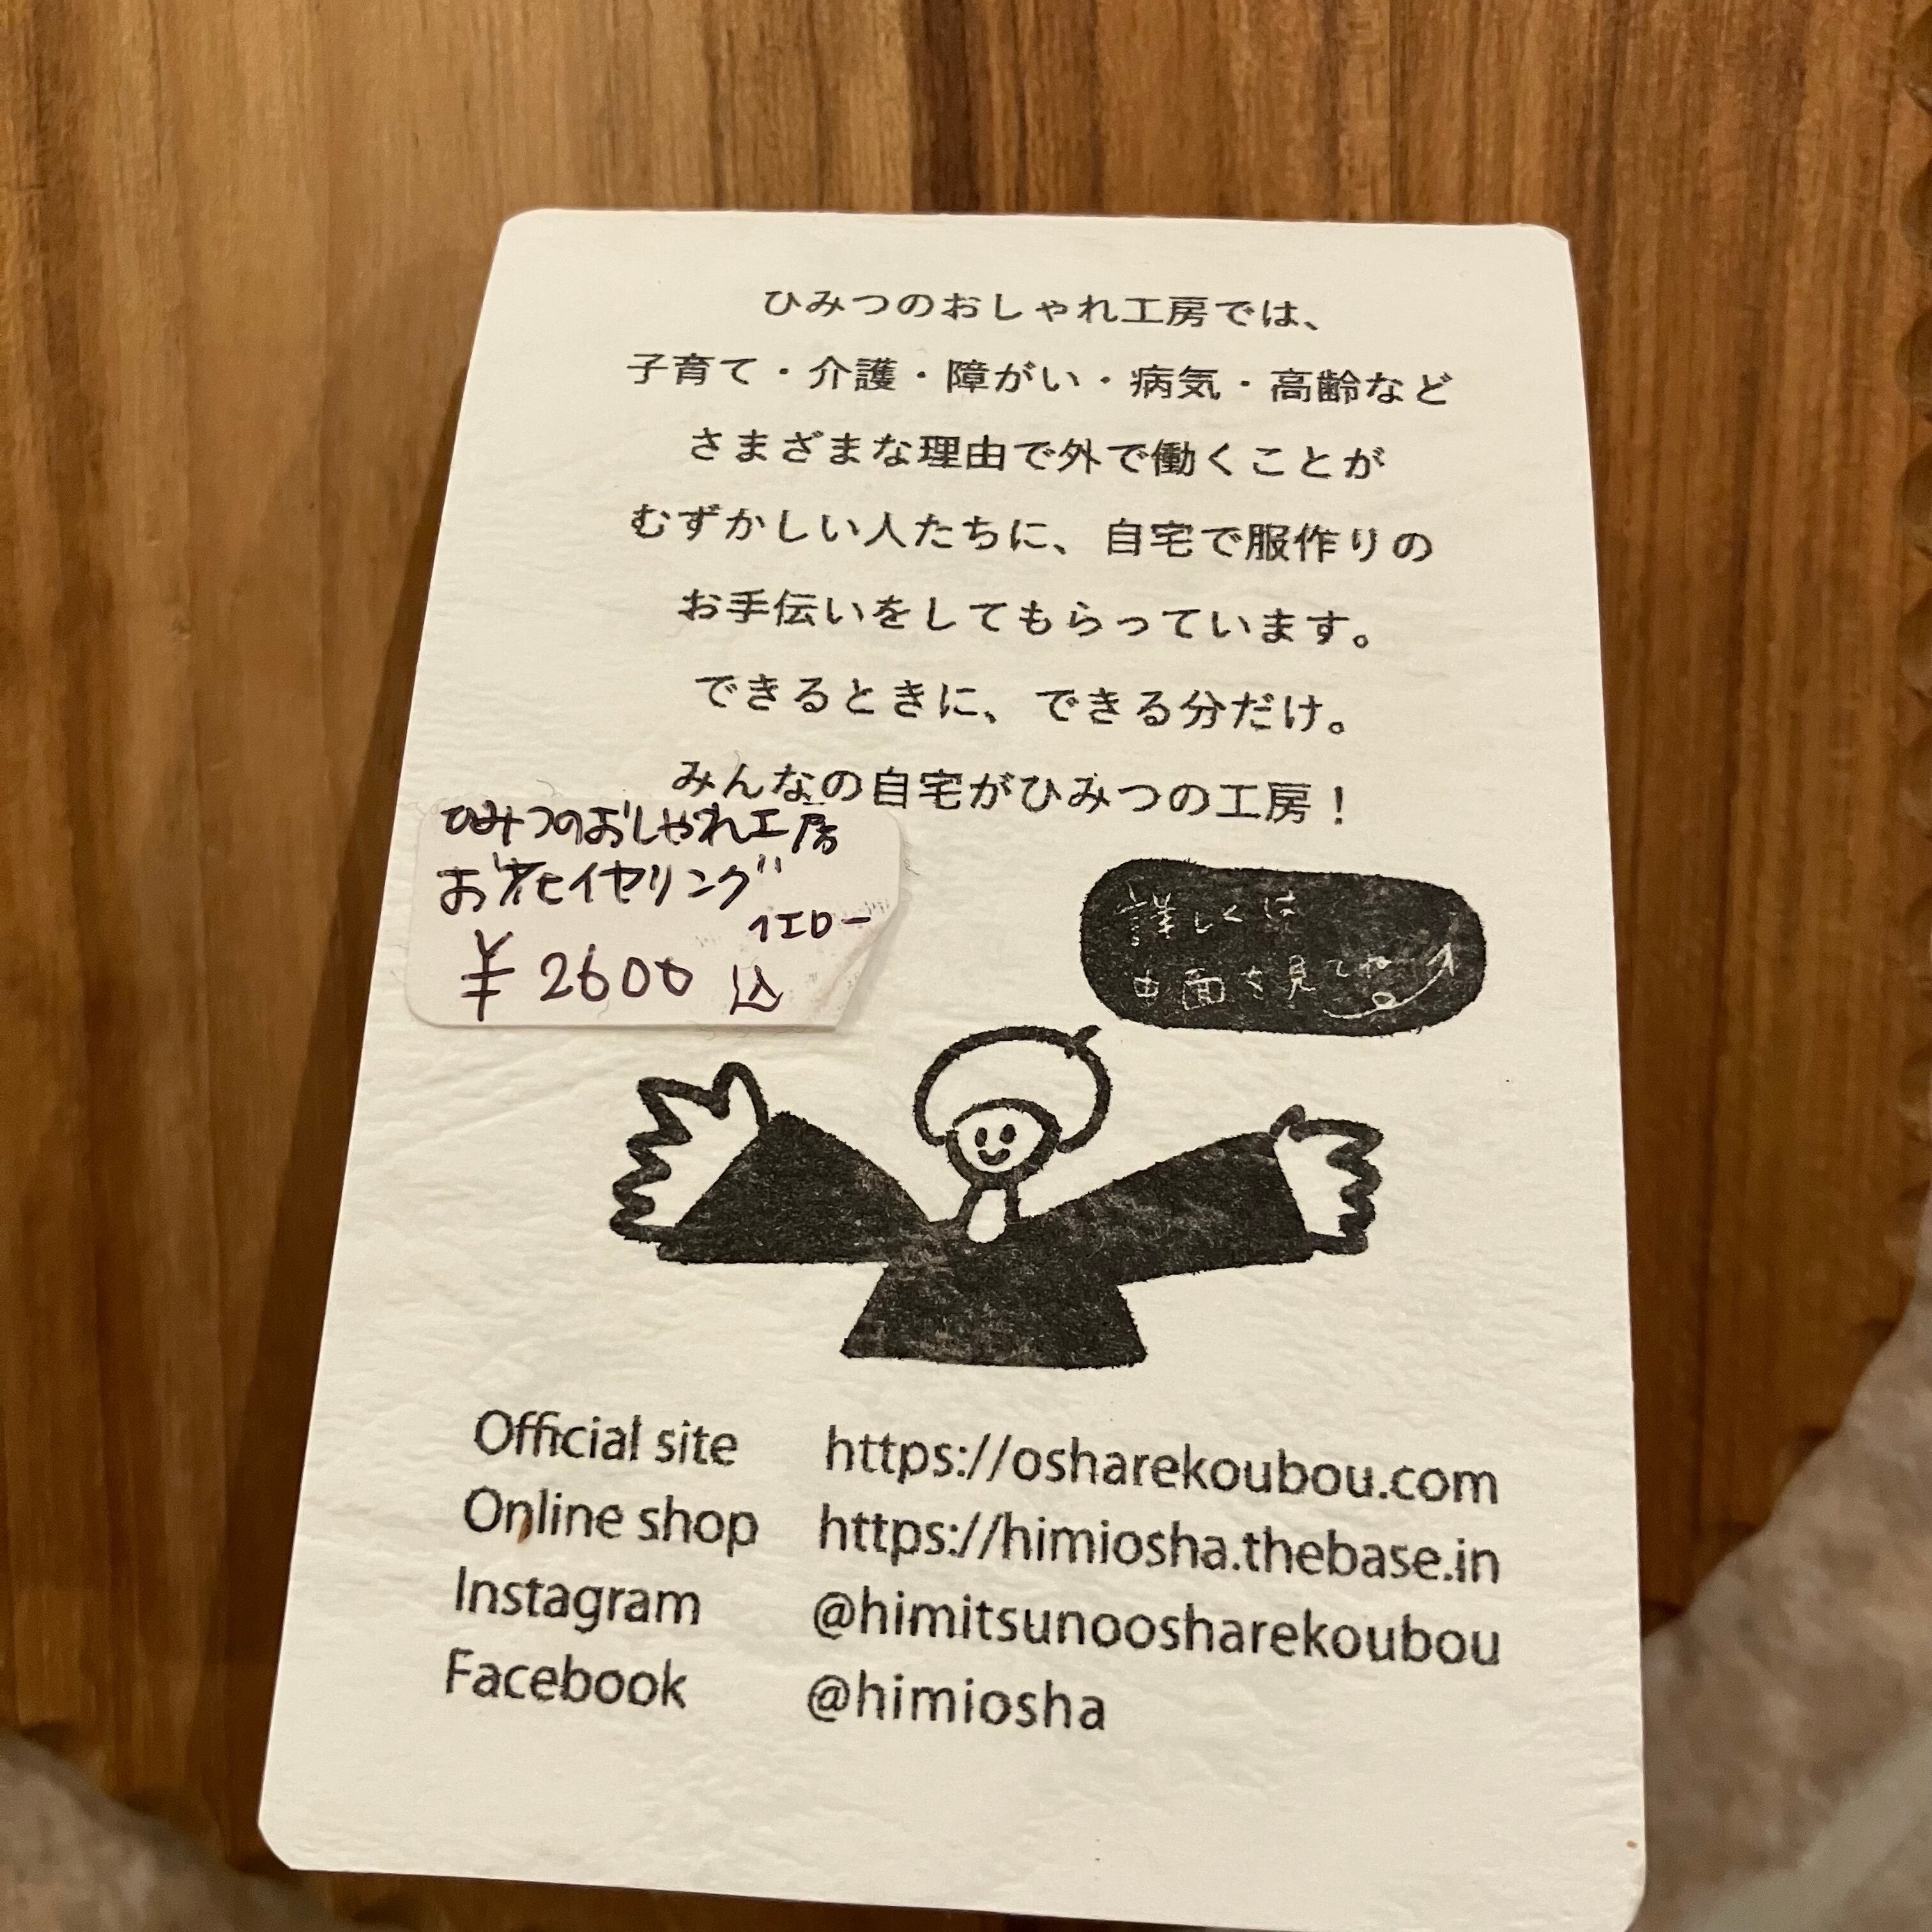 ひみつのおしゃれ工房では、
子育て・介護・障がい・病気・高齢など
さまざまな理由で外で働くことが
むずかしい人たちに、自宅で服作りの
お手伝いをしてもらっています。
できるときに、できる分だけ。
みんなの自宅がひみつの工房！
ひみつのおしゃれ工房
お花イヤリング
イエロー
¥2600 込
詳しくは
中面を見てね
Official site https://osharekoubou.com
Online shop https://himiosha.thebase.in
Instagram @himitsunoosharekoubou
Facebook @himiosha